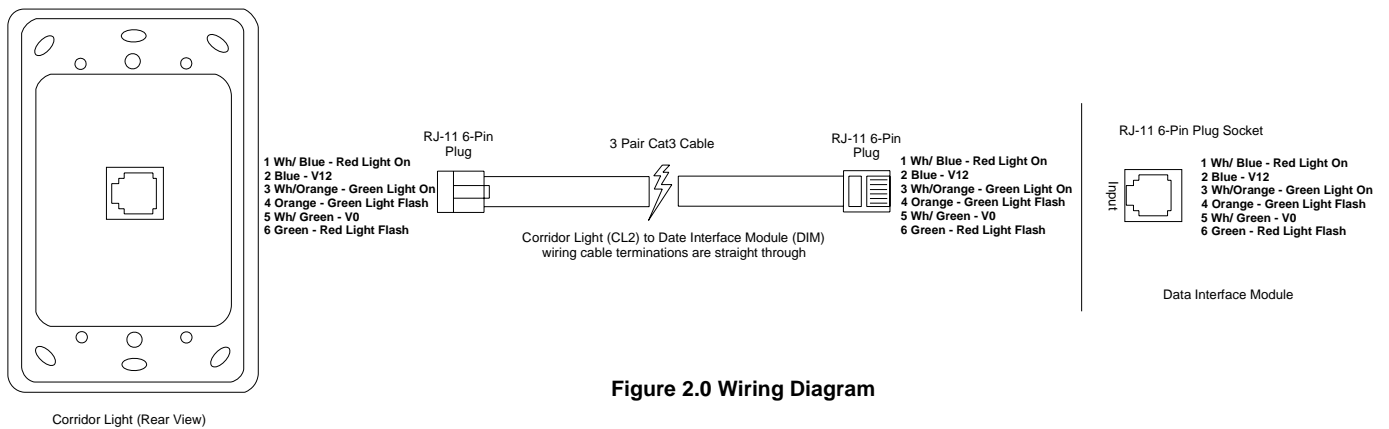 RJ-11 6-Pin
Plug
1 Wh/ Blue - Red Light On
2 Blue - V12
3 Wh/Orange - Green Light On
4 Orange - Green Light Flash
5 Wh/ Green - V0
6 Green - Red Light Flash
3 Pair Cat3 Cable
Corridor Light (CL2) to Date Interface Module (DIM)
wiring cable terminations are straight through
RJ-11 6-Pin
Plug
1 Wh/ Blue - Red Light On
2 Blue - V12
3 Wh/Orange - Green Light On
4 Orange - Green Light Flash
5 Wh/ Green - V0
6 Green - Red Light Flash
RJ-11 6-Pin Plug Socket
Input
1 Wh/ Blue - Red Light On
2 Blue - V12
3 Wh/Orange - Green Light On
4 Orange - Green Light Flash
5 Wh/ Green - V0
6 Green - Red Light Flash
Data Interface Module
Figure 2.0 Wiring Diagram
Corridor Light (Rear View)